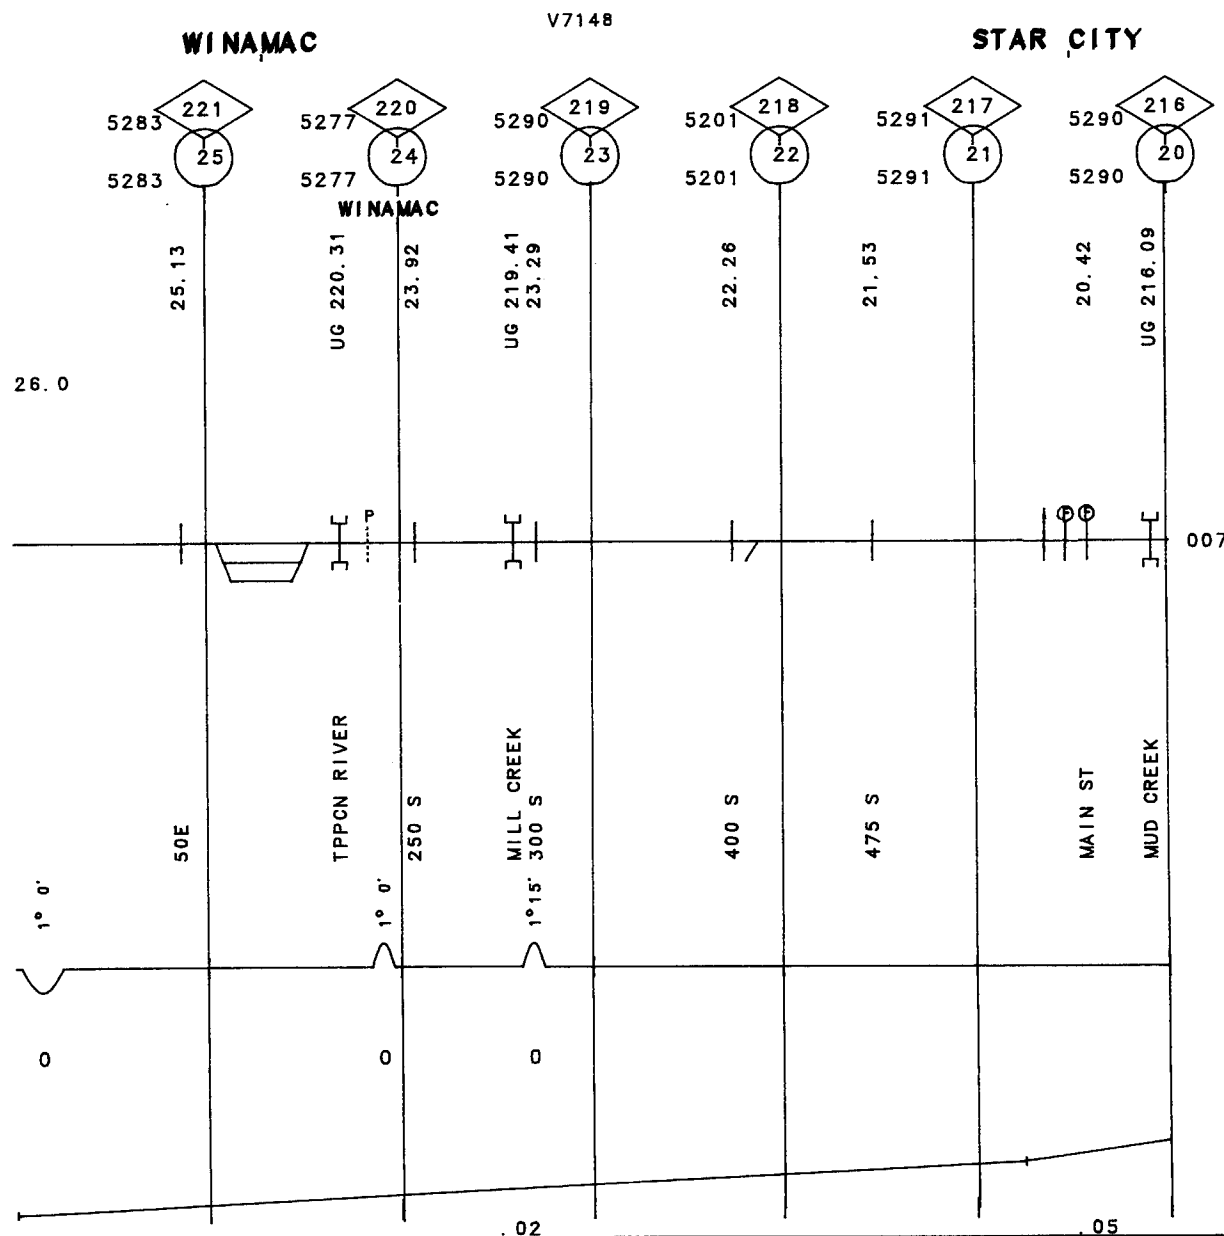 V7148
WINAMAC
STAR CITY
221 220 219 218 217 216
5283 5277 5290 5201 5291 5290
25 24 23 22 21 20
5283 5277 5290 5201 5291 5290
WINAMAC
25.13
UG 220.31
23.92
UG 219.41
23.29
22.26
21.53
20.42
UG 216.09
26.0
P
F F
007
50E
TPPCN RIVER
250 S
MILL CREEK
300 S
400 S
475 S
MAIN ST
MUD CREEK
1° 0'
1° 0'
1°15'
0 0 0
.02 .05